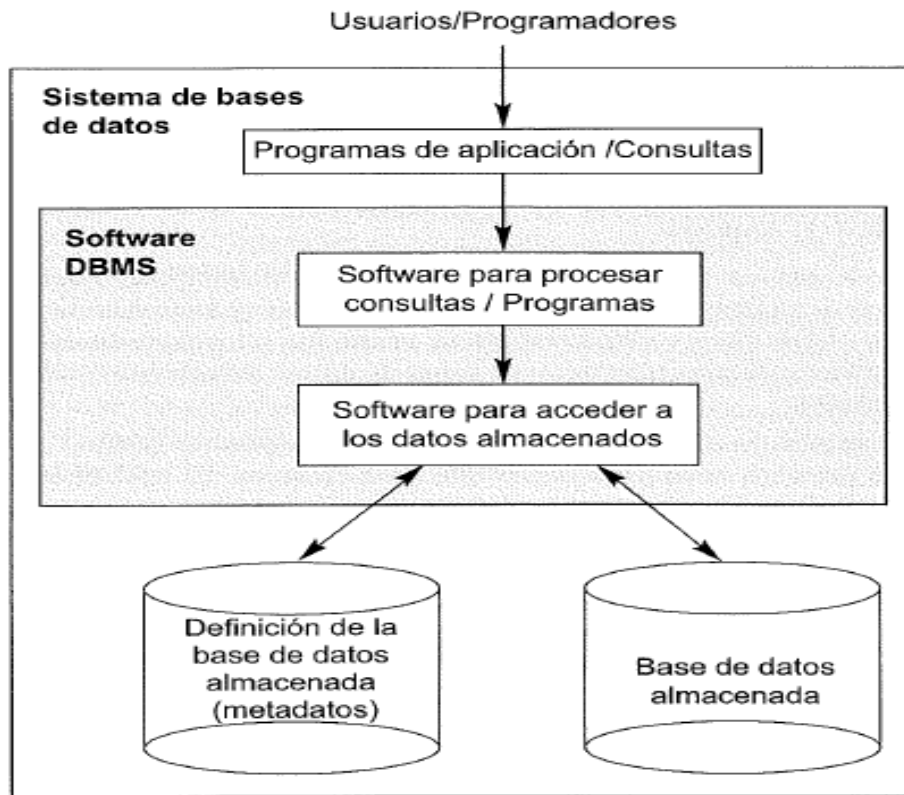 Usuarios/Programadores
Sistema de bases
de datos
Programas de aplicación /Consultas
Software
DBMS
Software para procesar
consultas / Programas
Software para acceder a
los datos almacenados
Definición de la
base de datos
almacenada
(metadatos)
Base de datos
almacenada